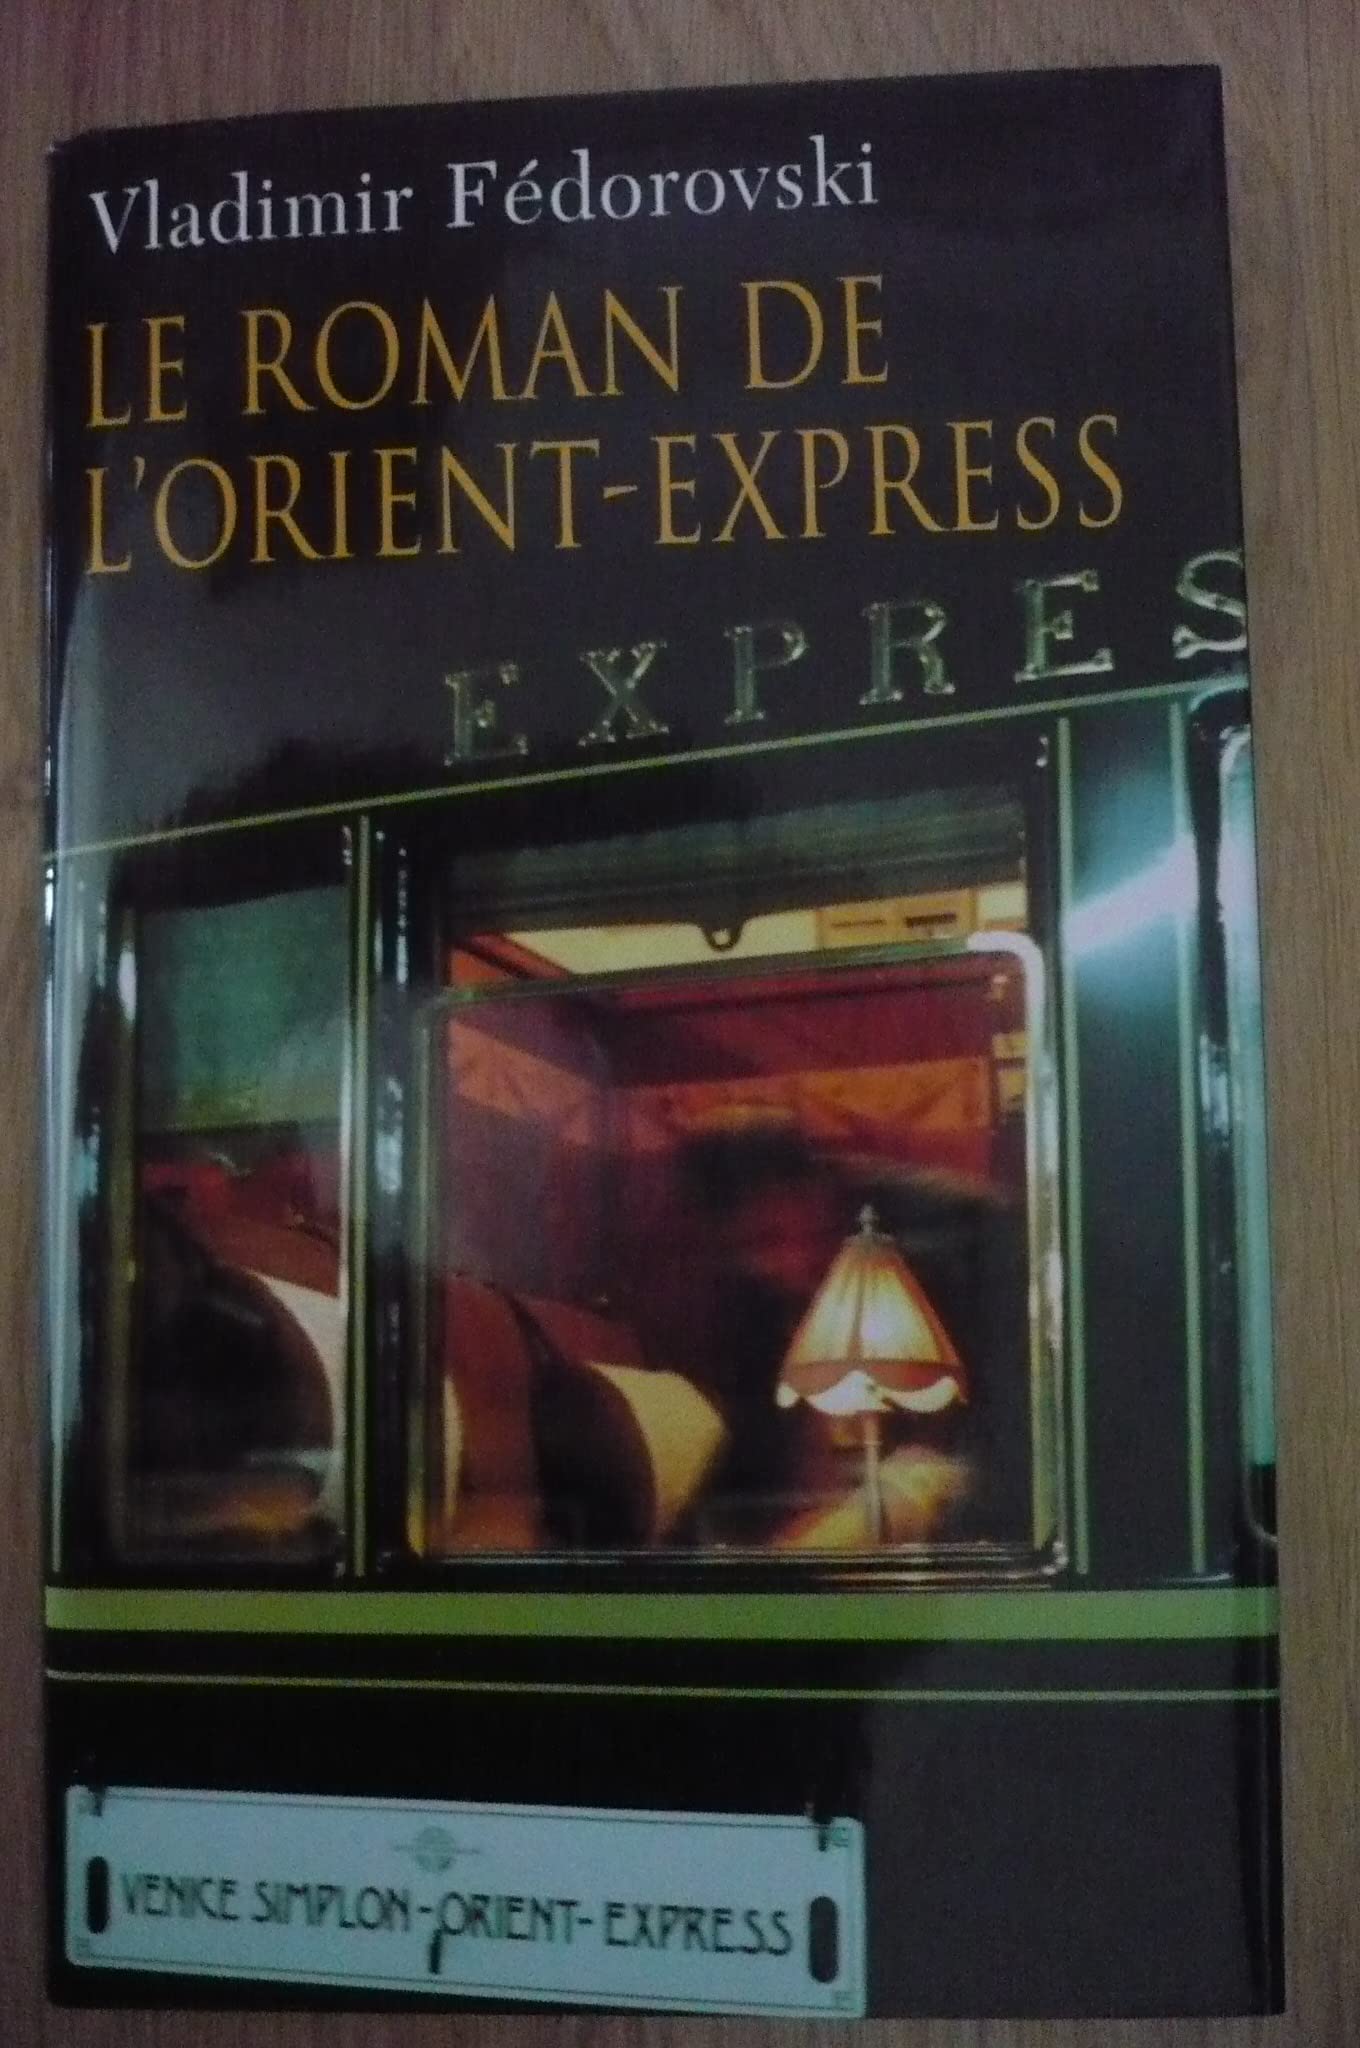 Vladimir Fédorovski
LE ROMAN DE
L'ORIENT-EXPRESS
EXPRES
VENICE SIMPLON-ORIENT-EXPRESS